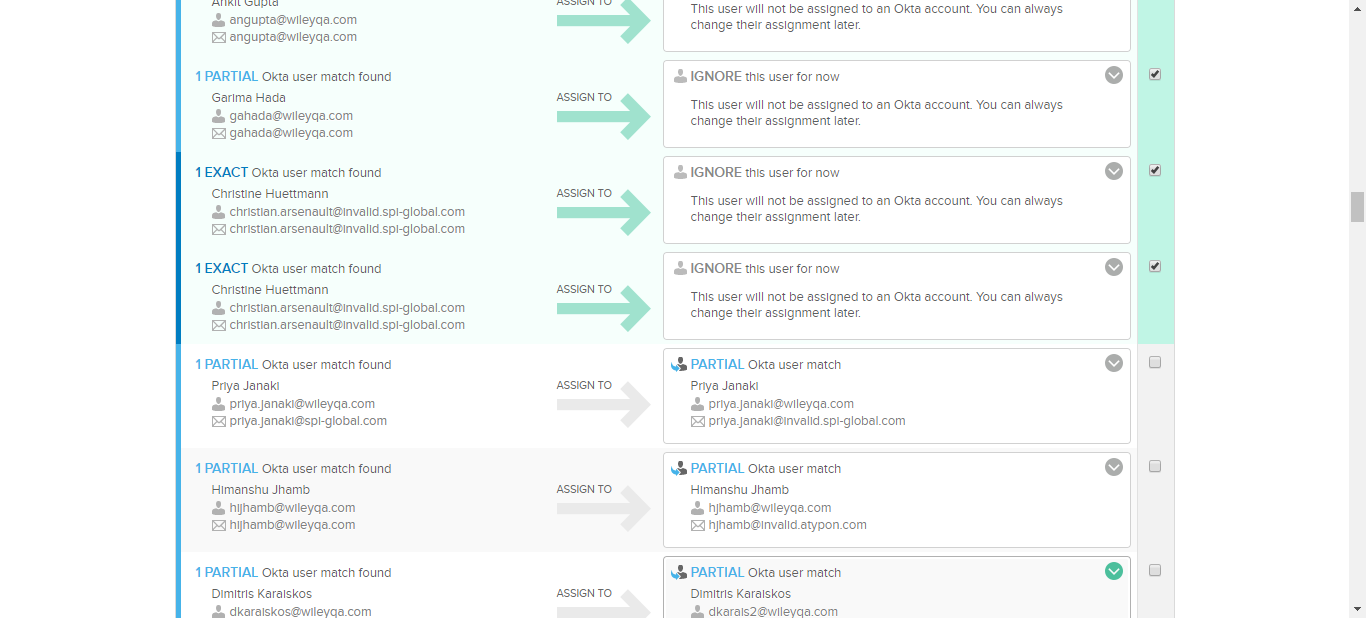 Ankit Gupta
angupta@wileyqa.com
angupta@wileyqa.com
ASSIGN TO
This user will not be assigned to an Okta account. You can always
change their assignment later.
1 PARTIAL Okta user match found
Garima Hada
gahada@wileyqa.com
gahada@wileyqa.com
ASSIGN TO
IGNORE this user for now
This user will not be assigned to an Okta account. You can always
change their assignment later.
1 EXACT Okta user match found
Christine Huettmann
christian.arsenault@invalid.spi-global.com
christian.arsenault@invalid.spi-global.com
ASSIGN TO
IGNORE this user for now
This user will not be assigned to an Okta account. You can always
change their assignment later.
1 EXACT Okta user match found
Christine Huettmann
christian.arsenault@invalid.spi-global.com
christian.arsenault@invalid.spi-global.com
ASSIGN TO
IGNORE this user for now
This user will not be assigned to an Okta account. You can always
change their assignment later.
1 PARTIAL Okta user match found
Priya Janaki
priya.janaki@wileyqa.com
priya.janaki@spi-global.com
ASSIGN TO
PARTIAL Okta user match
Priya Janaki
priya.janaki@wileyqa.com
priya.janaki@invalid.spi-global.com
1 PARTIAL Okta user match found
Himanshu Jhamb
hijhamb@wileyqa.com
hijhamb@wileyqa.com
ASSIGN TO
PARTIAL Okta user match
Himanshu Jhamb
hjhamb@wileyqa.com
hjhamb@invalid.atypon.com
1 PARTIAL Okta user match found
Dimitris Karaiskos
dkaraiskos@wileyqa.com
ASSIGN TO
PARTIAL Okta user match
Dimitris Karaiskos
dkarais2@wileyqa.com